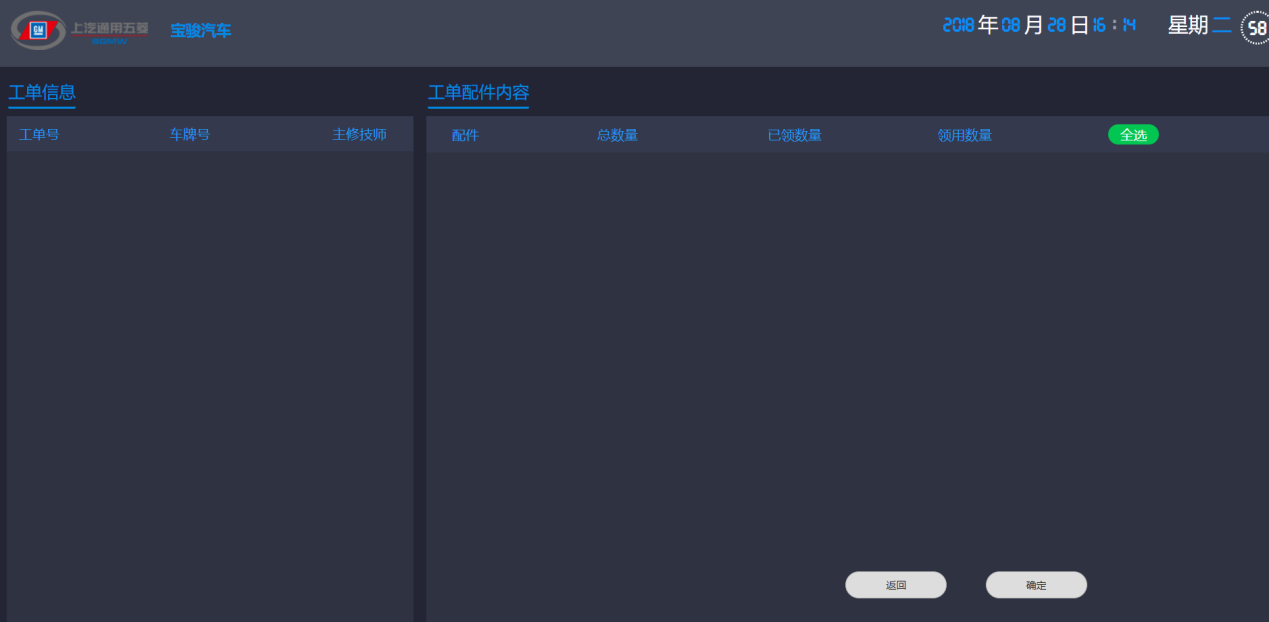 上汽通用五菱
SGMW
宝骏汽车
2018年08月28日16:14
星期二
58
工单信息
工单配件内容
工单号 车牌号 主修技师
配件 总数量 已领数量 领用数量 全选
返回 确定